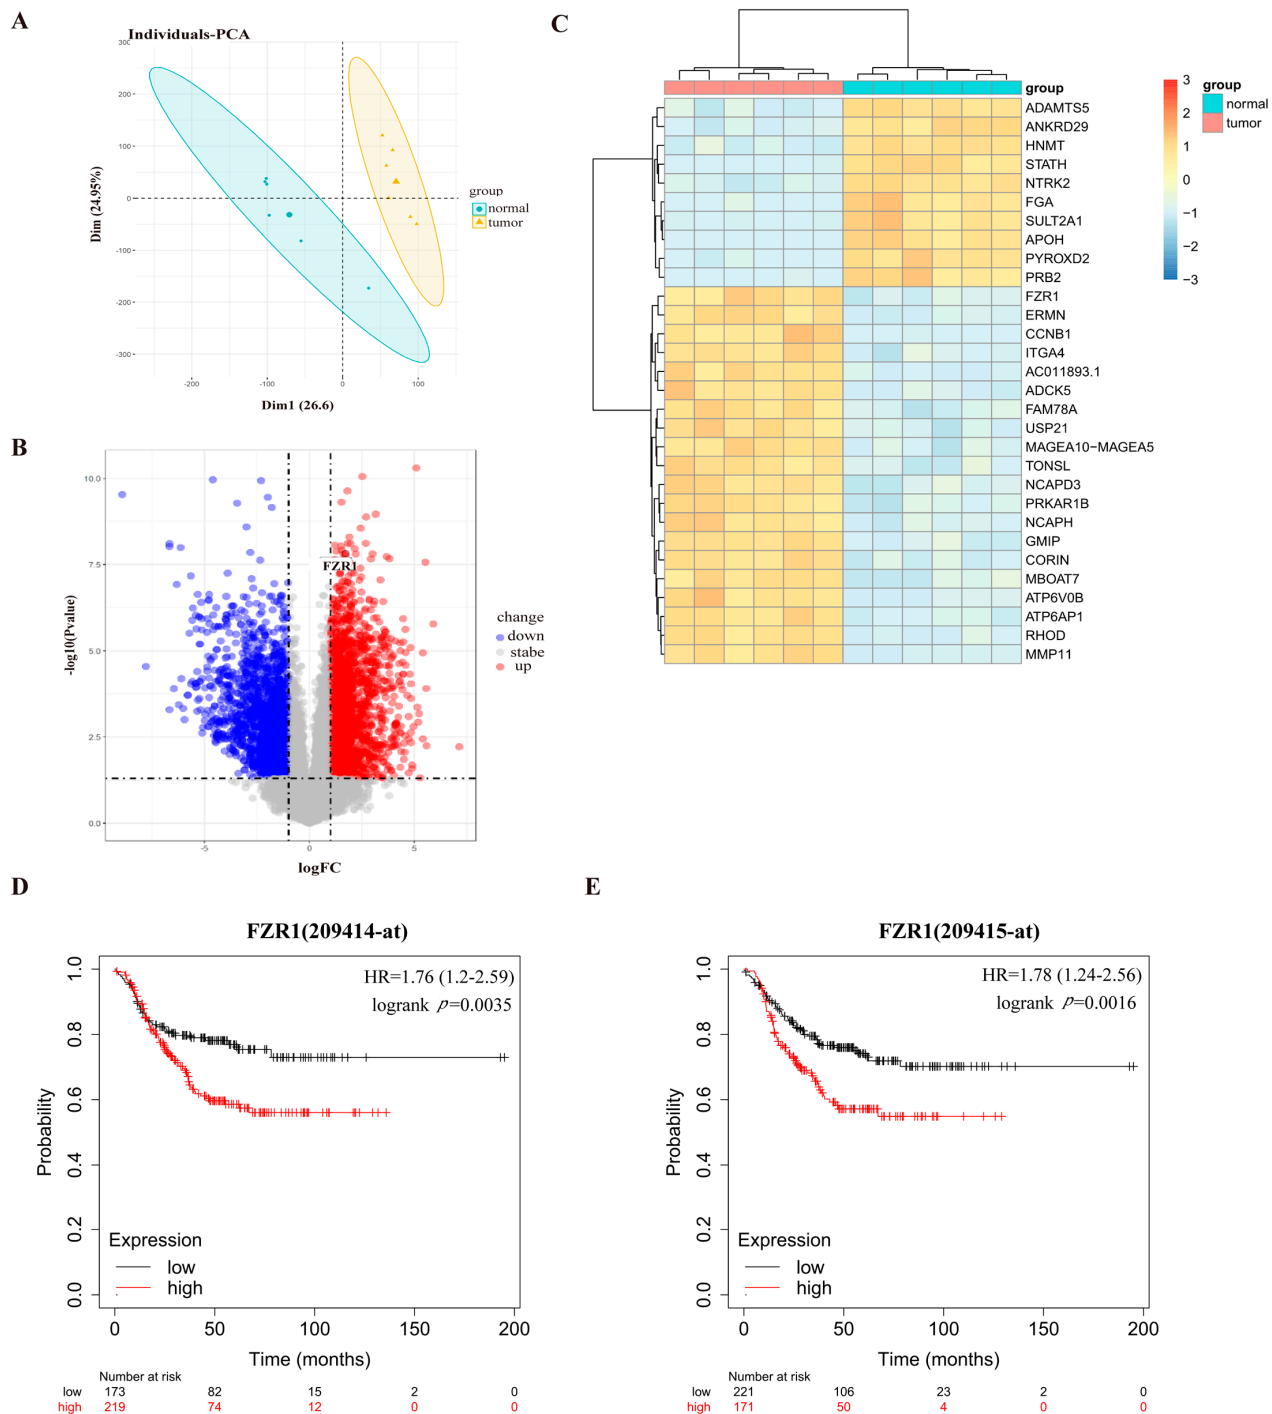 A
Individuals-PCA
300
200
100
0
-100
-200
-300
Dim (24.95%)
-200
-100
0
100
Dim1 (26.6)
group
normal
tumor
B
10.0
7.5
5.0
2.5
0.0
-log10(Pvalue)
FZR1
-5
0
5
logFC
change
down
stabe
up
C
group
ADAMTS5
ANKRD29
HNMT
STATH
NTRK2
FGA
SULT2A1
APOH
PYROXD2
PRB2
FZR1
ERMN
CCNB1
ITGA4
AC011893.1
ADCK5
FAM78A
USP21
MAGEA10−MAGEA5
TONSL
NCAPD3
PRKAR1B
NCAPH
GMIP
CORIN
MBOAT7
ATP6V0B
ATP6AP1
RHOD
MMP11
3
2
1
0
−1
−2
−3
group
normal
tumor
D
FZR1(209414-at)
HR=1.76 (1.2-2.59)
logrank p=0.0035
1.0
0.8
0.6
0.4
0.2
0.0
Probability
Expression
low
high
0 50 100 150 200
Time (months)
Number at risk
low 173 82 15 2 0
high 219 74 12 0 0
E
FZR1(209415-at)
HR=1.78 (1.24-2.56)
logrank p=0.0016
1.0
0.8
0.6
0.4
0.2
0.0
Probability
Expression
low
high
0 50 100 150 200
Time (months)
Number at risk
low 221 106 23 2 0
high 171 50 4 0 0